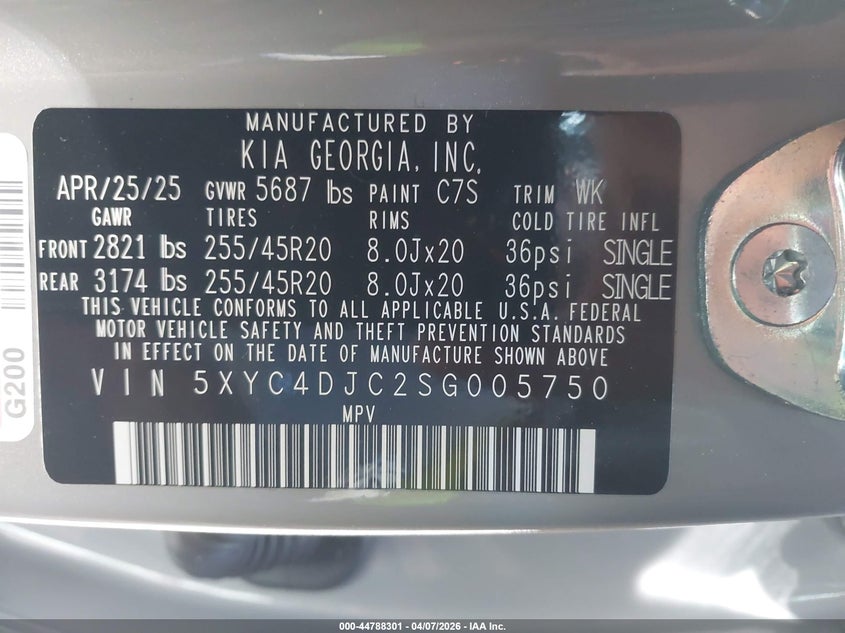 MANUFACTURED BY
KIA GEORGIA, INC.
APR/25/25 GVWR 5687 lbs PAINT C7S TRIM WK
GAWR TIRES RIMS COLD TIRE INFL
FRONT 2821 lbs 255/45R20 8.0Jx20 36psi SINGLE
REAR 3174 lbs 255/45R20 8.0Jx20 36psi SINGLE
THIS VEHICLE CONFORMS TO ALL APPLICABLE U.S.A. FEDERAL
MOTOR VEHICLE SAFETY AND THEFT PREVENTION STANDARDS
IN EFFECT ON THE DATE OF MANUFACTURE SHOWN ABOVE
VIN 5XYC4DJC2SG005750
MPV
G200
000-44788301 - 04/07/2026 - IAA Inc.